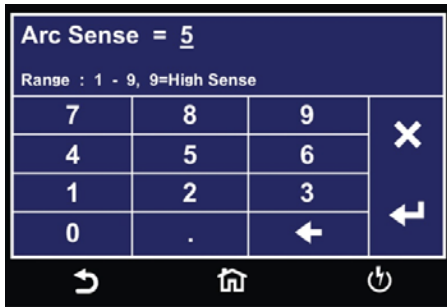 Arc Sense = 5
Range : 1 - 9, 9=High Sense
7 8 9
4 5 6
1 2 3
0 .